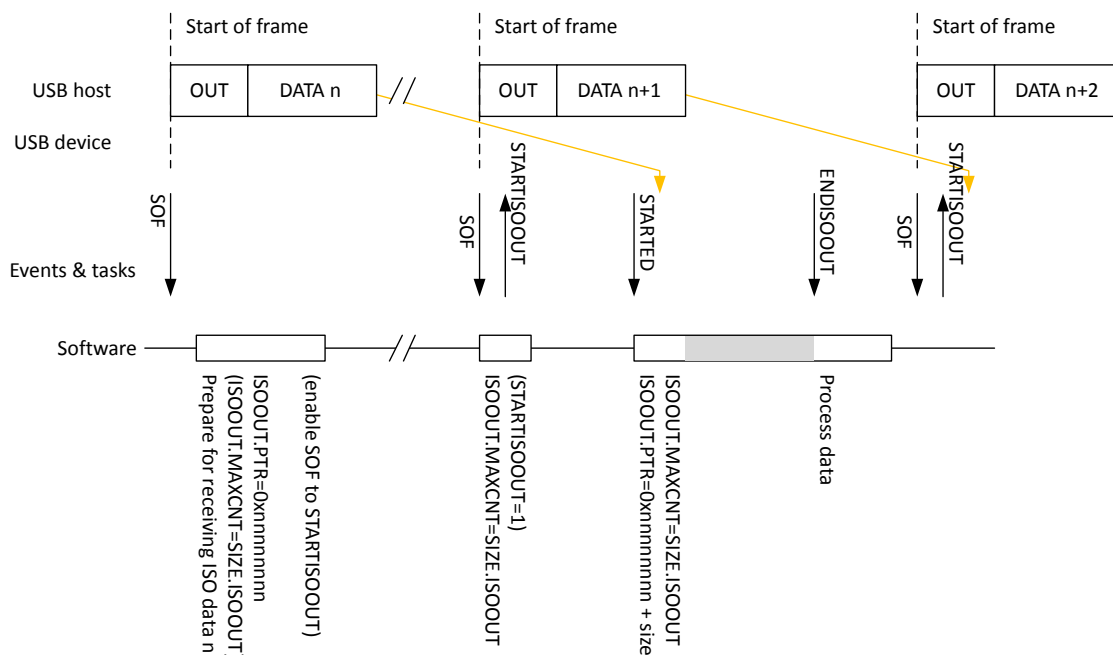 Start of frame
Start of frame
Start of frame
USB host
OUT
DATA n
OUT
DATA n+1
OUT
DATA n+2
USB device
SOF
SOF
STARTISOOUT
STARTED
ENDISOOUT
SOF
STARTISOOUT
Events & tasks
Software
(enable SOF to STARTISOOUT)
ISOOUT.PTR=0xnnnnnnnn
(ISOOUT.MAXCNT=SIZE.ISOOUT
Prepare for receiving ISO data n
(STARTISOOUT=1)
ISOOUT.MAXCNT=SIZE.ISOOUT
ISOOUT.MAXCNT=SIZE.ISOOUT
ISOOUT.PTR=0xnnnnnnnn + size
Process data